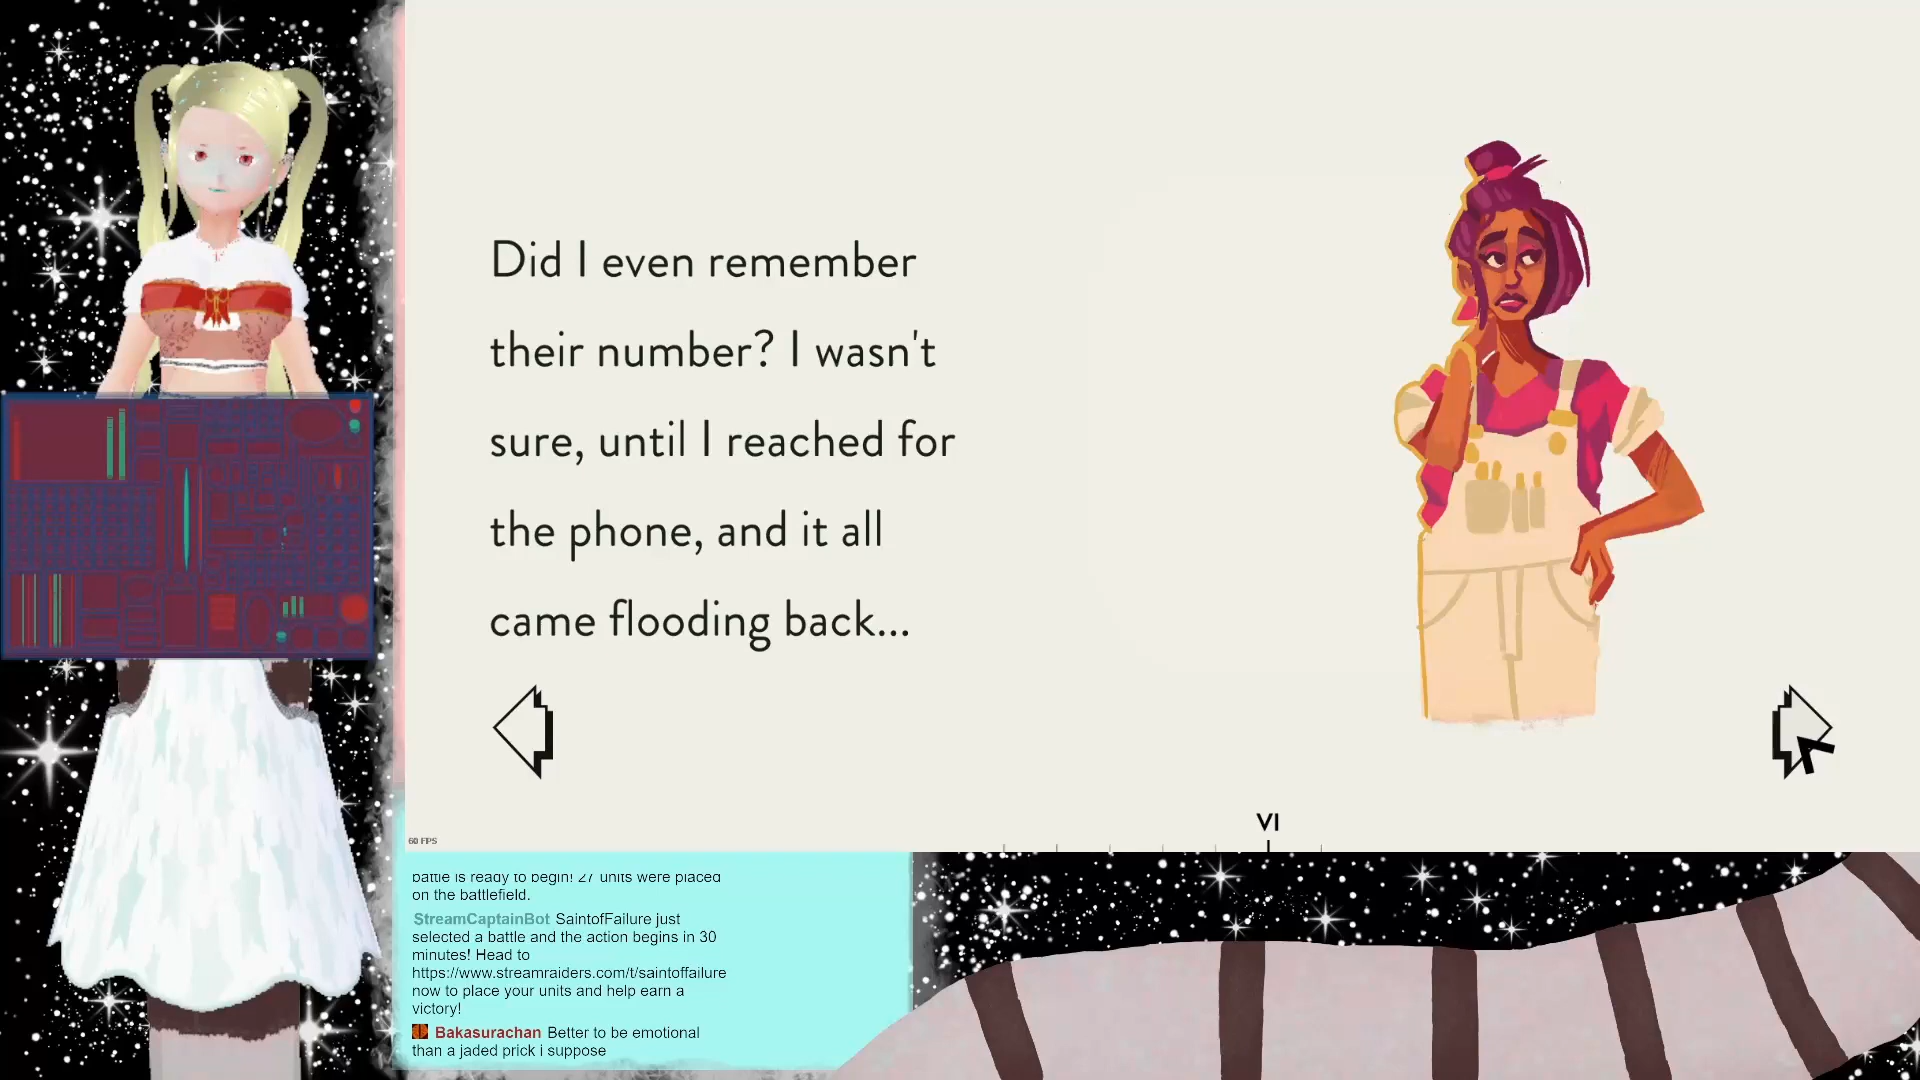 Did I even remember
their number? I wasn't
sure, until I reached for
the phone, and it all
came flooding back...
VI
60 FPS
battle is ready to begin! 27 units were placed
on the battlefield.
StreamCaptainBot SaintofFailure just
selected a battle and the action begins in 30
minutes! Head to
https://www.streamraiders.com/t/saintoffailure
now to place your units and help earn a
victory!
Bakasurachan Better to be emotional
than a jaded prick i suppose